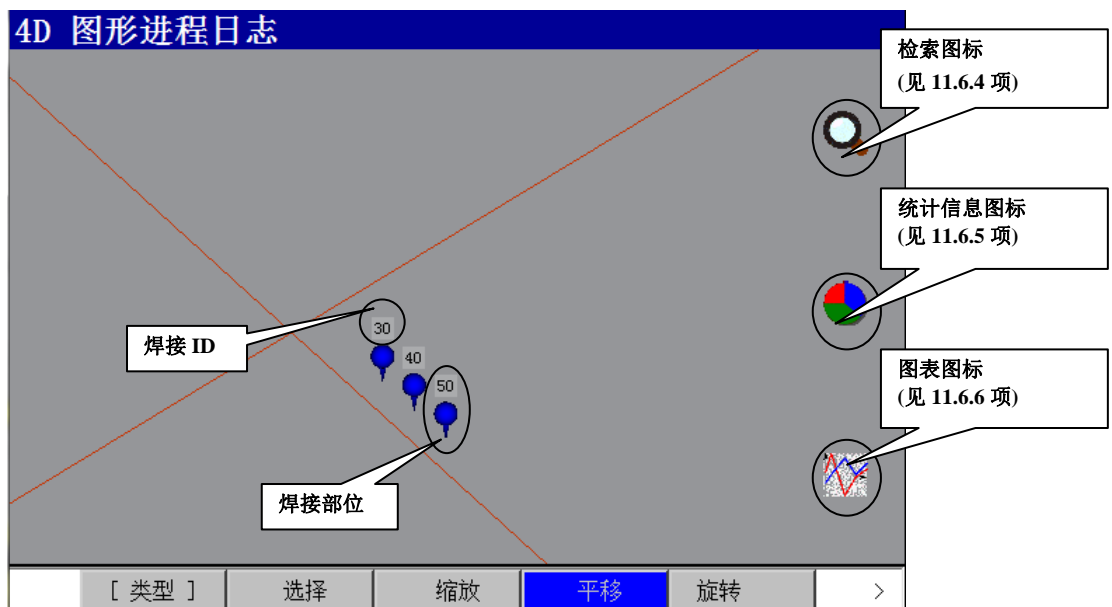 4D 图形进程日志
检索图标
(见 11.6.4 项)
统计信息图标
(见 11.6.5 项)
30
焊接 ID
40
50
图表图标
(见 11.6.6 项)
焊接部位
[ 类型 ] 选择 缩放 平移 旋转 >